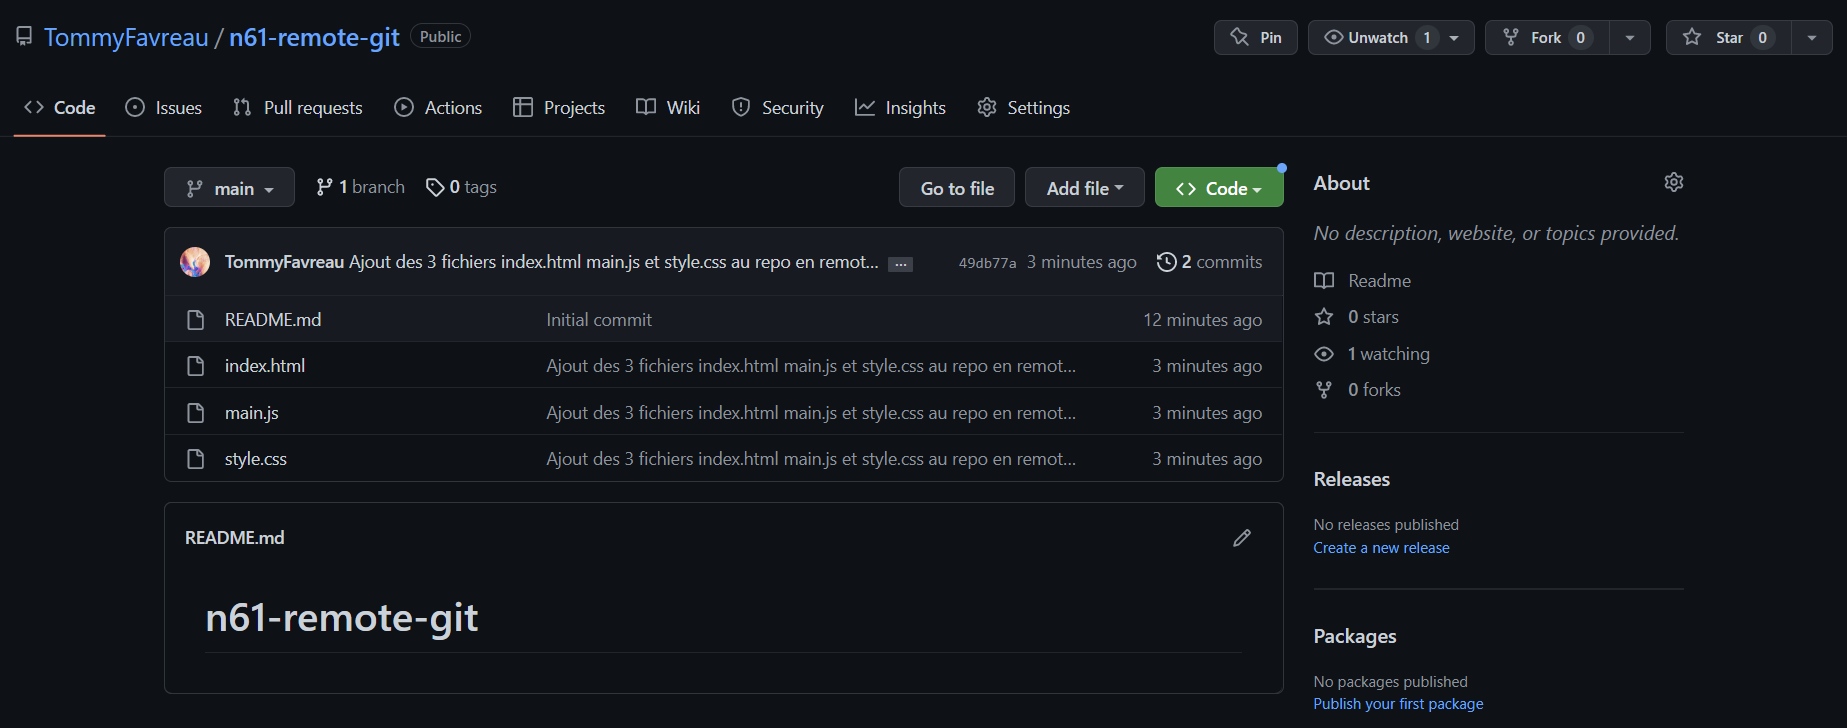 TommyFavreau / n61-remote-git Public
Pin
Unwatch 1
Fork 0
Star 0
Code
Issues
Pull requests
Actions
Projects
Wiki
Security
Insights
Settings
main
1 branch
0 tags
Go to file
Add file
Code
TommyFavreau Ajout des 3 fichiers index.html main.js et style.css au repo en remot... ...
49db77a 3 minutes ago
2 commits
README.md Initial commit 12 minutes ago
index.html Ajout des 3 fichiers index.html main.js et style.css au repo en remot... 3 minutes ago
main.js Ajout des 3 fichiers index.html main.js et style.css au repo en remot... 3 minutes ago
style.css Ajout des 3 fichiers index.html main.js et style.css au repo en remot... 3 minutes ago
README.md
n61-remote-git
About
No description, website, or topics provided.
Readme
0 stars
1 watching
0 forks
Releases
No releases published
Create a new release
Packages
No packages published
Publish your first package